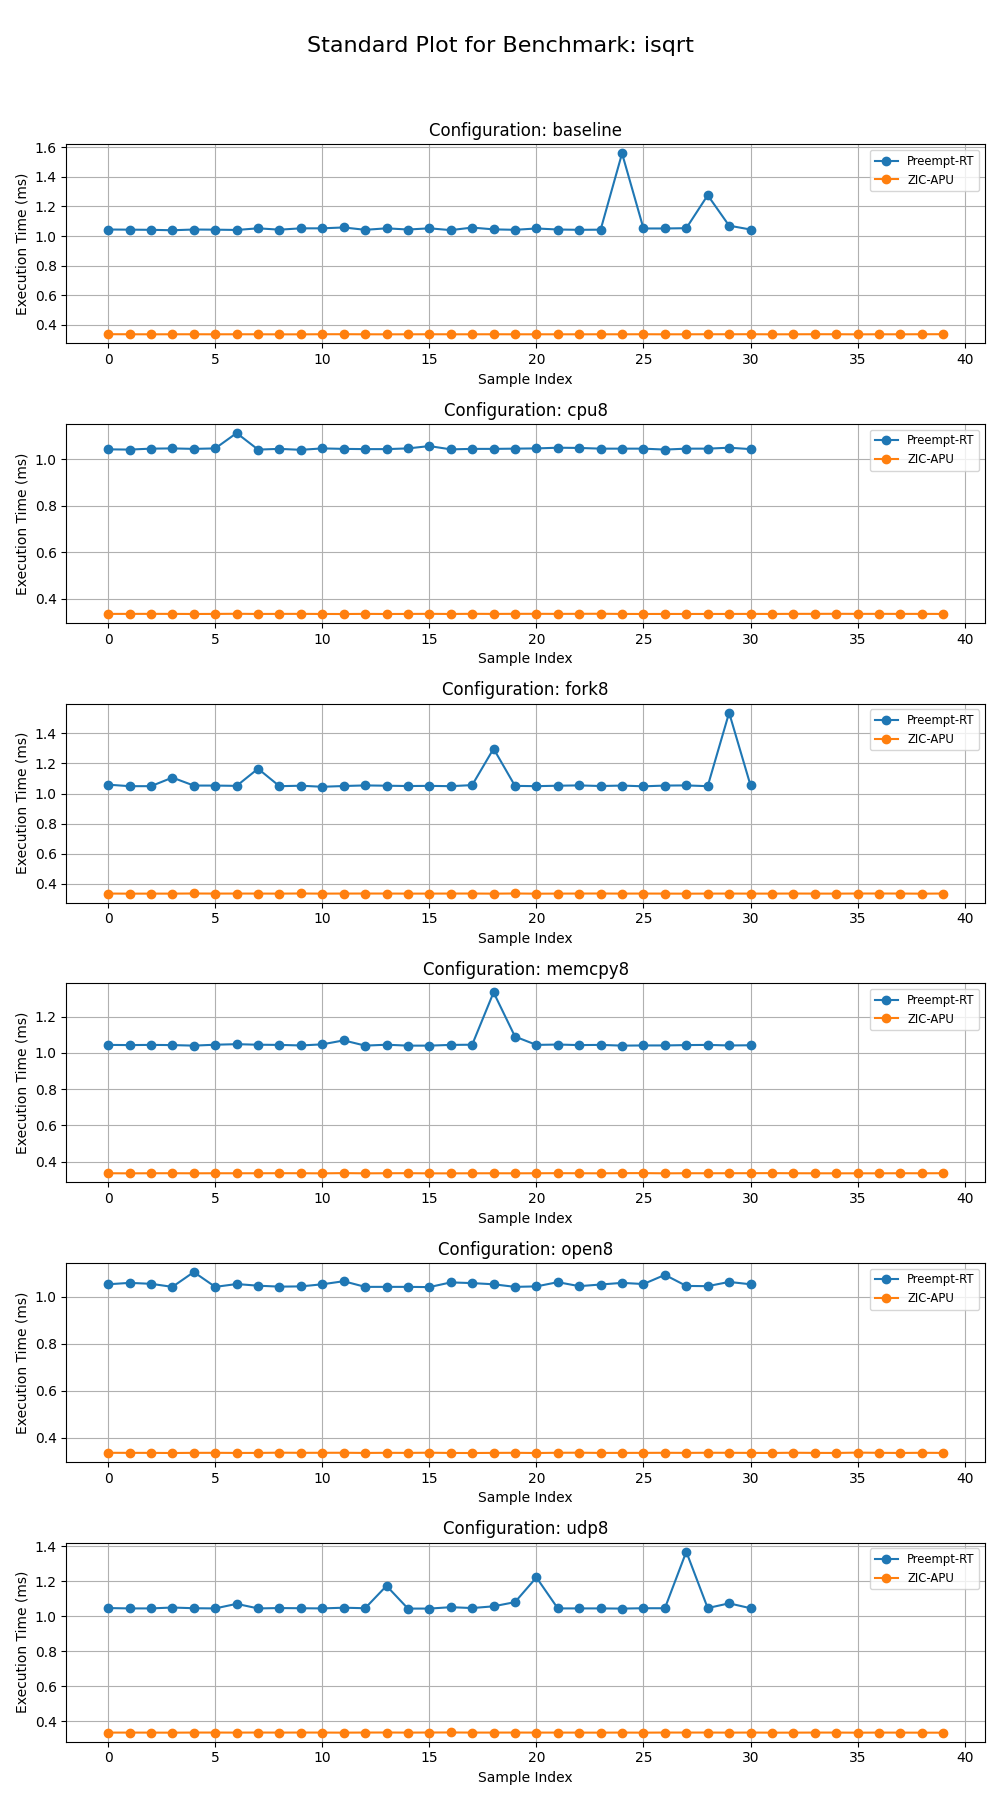 Standard Plot for Benchmark: isqrt
Configuration: baseline
Execution Time (ms)
1.6
1.4
1.2
1.0
0.8
0.6
0.4
Preempt-RT
ZIC-APU
0 5 10 15 20 25 30 35 40
Sample Index
Configuration: cpu8
Execution Time (ms)
1.0
0.8
0.6
0.4
Preempt-RT
ZIC-APU
0 5 10 15 20 25 30 35 40
Sample Index
Configuration: fork8
Execution Time (ms)
1.4
1.2
1.0
0.8
0.6
0.4
Preempt-RT
ZIC-APU
0 5 10 15 20 25 30 35 40
Sample Index
Configuration: memcpy8
Execution Time (ms)
1.2
1.0
0.8
0.6
0.4
Preempt-RT
ZIC-APU
0 5 10 15 20 25 30 35 40
Sample Index
Configuration: open8
Execution Time (ms)
1.0
0.8
0.6
0.4
Preempt-RT
ZIC-APU
0 5 10 15 20 25 30 35 40
Sample Index
Configuration: udp8
Execution Time (ms)
1.4
1.2
1.0
0.8
0.6
0.4
Preempt-RT
ZIC-APU
0 5 10 15 20 25 30 35 40
Sample Index